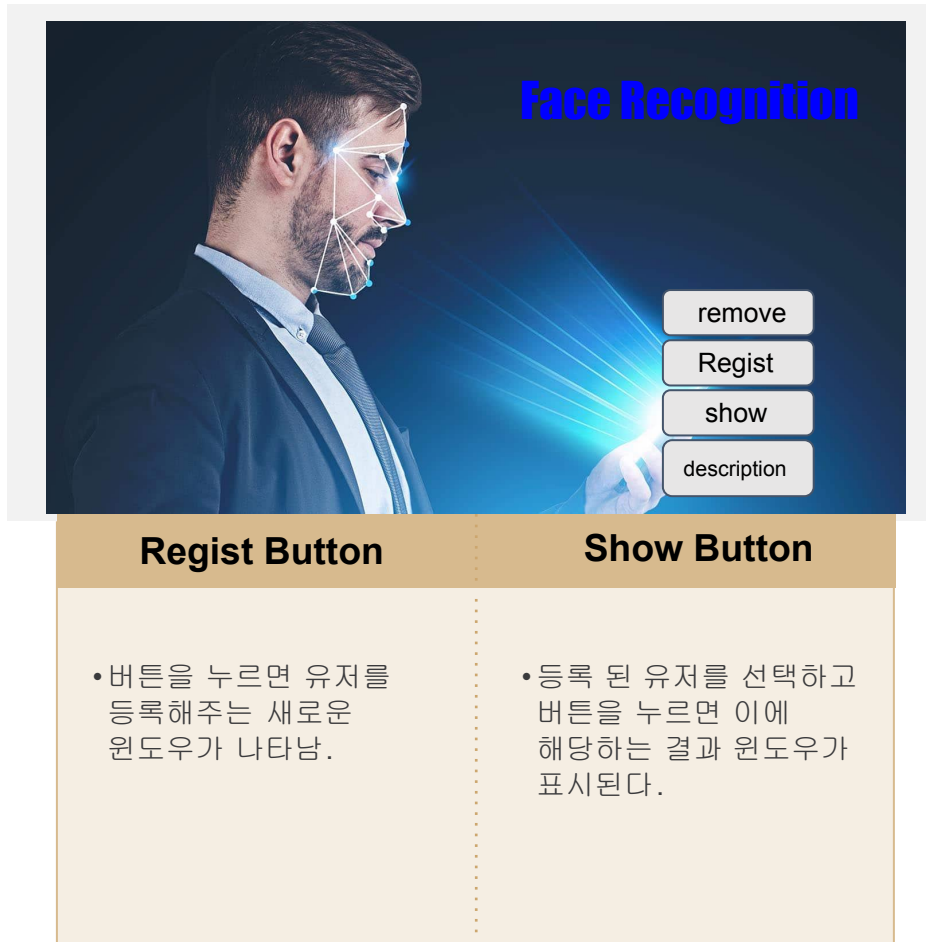 Face Recognition
remove
Regist
show
description
Regist Button
Show Button
•버튼을 누르면 유저를
등록해주는 새로운
윈도우가 나타남.
•등록 된 유저를 선택하고
버튼을 누르면 이에
해당하는 결과 윈도우가
표시된다.